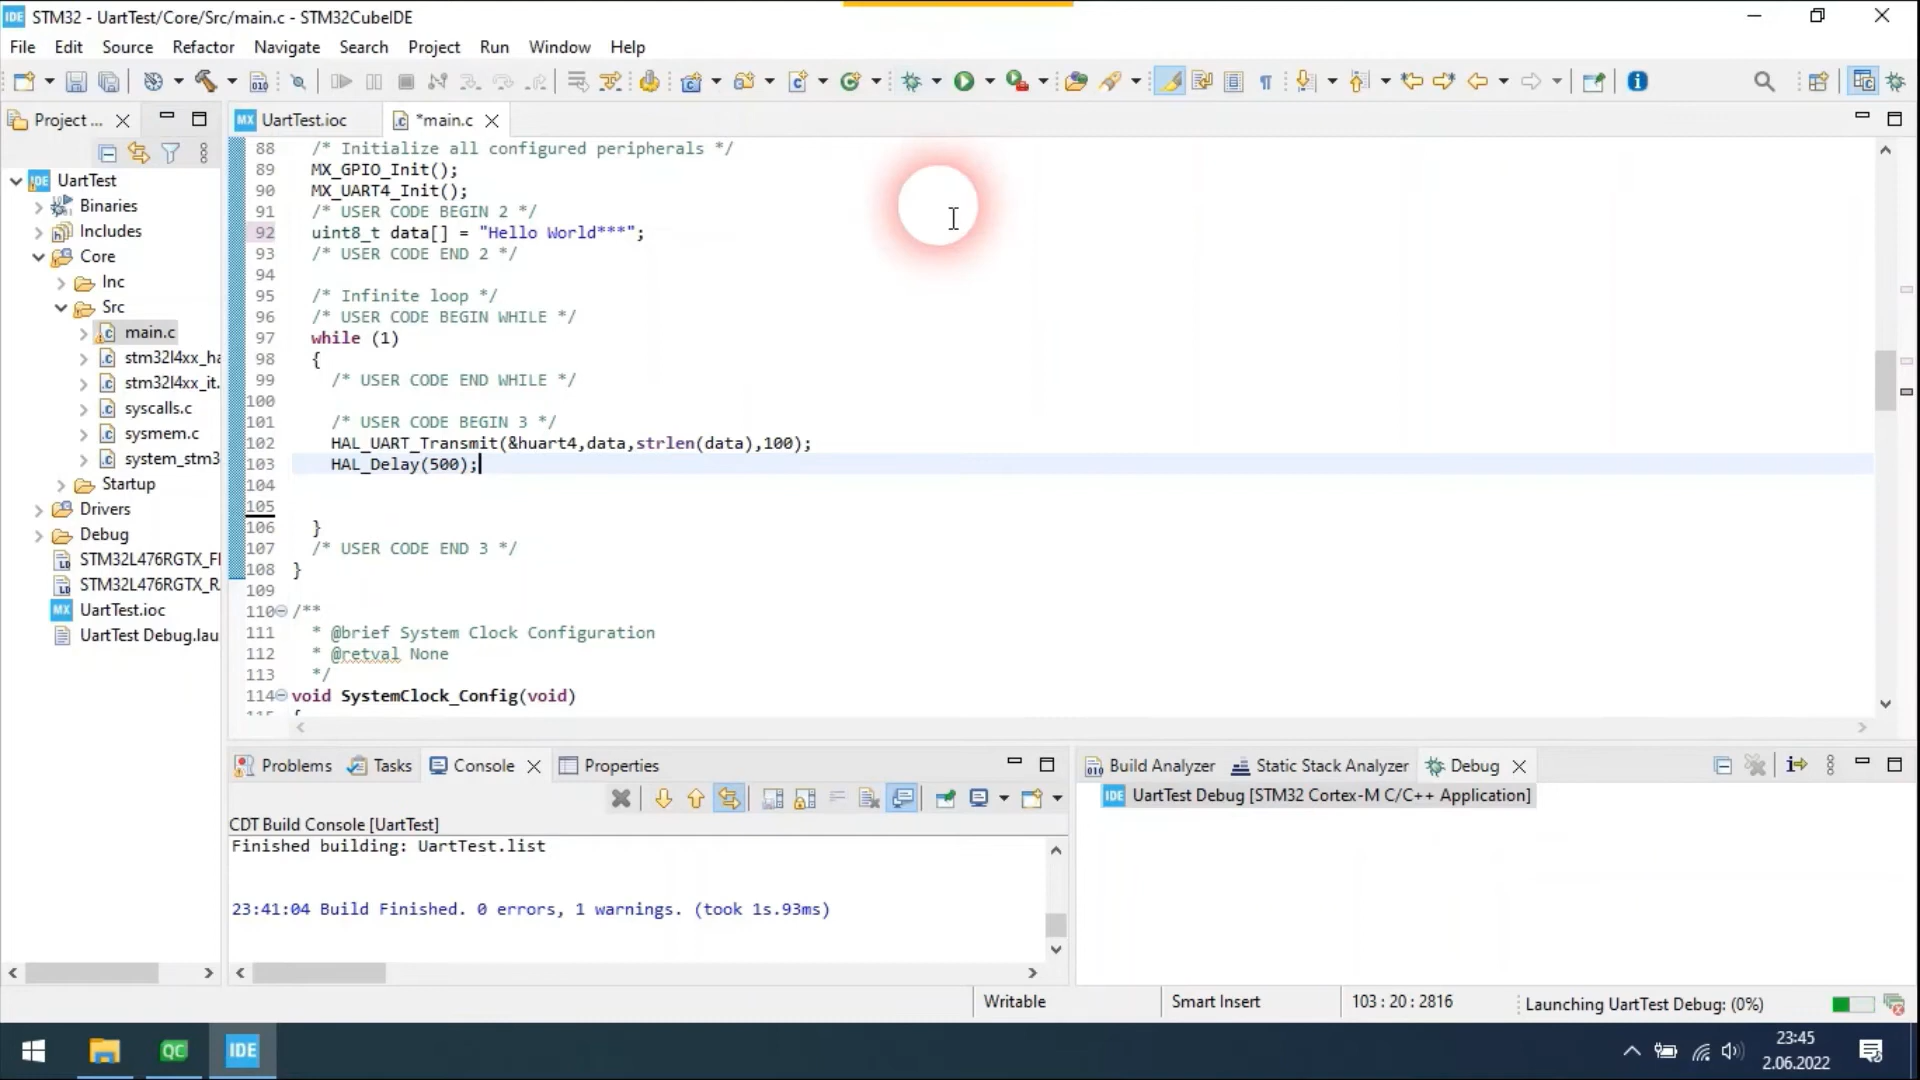 IDE STM32 - UartTest/Core/Src/main.c - STM32CubeIDE
File Edit Source Refactor Navigate Search Project Run Window Help
Project ...
MX UartTest.ioc
*main.c
UartTest
Binaries
Includes
Core
Inc
Src
main.c
stm32l4xx_ha
stm32l4xx_it.
syscalls.c
sysmem.c
system_stm3
Startup
Drivers
Debug
STM32L476RGTX_Fl
STM32L476RGTX_R
MX UartTest.ioc
UartTest Debug.lau
88 /* Initialize all configured peripherals */
89 MX_GPIO_Init();
90 MX_UART4_Init();
91 /* USER CODE BEGIN 2 */
92 uint8_t data[] = "Hello World***";
93 /* USER CODE END 2 */
94
95 /* Infinite loop */
96 /* USER CODE BEGIN WHILE */
97 while (1)
98 {
99 /* USER CODE END WHILE */
100
101 /* USER CODE BEGIN 3 */
102 HAL_UART_Transmit(&huart4,data,strlen(data),100);
103 HAL_Delay(500);
104
105
106 }
107 /* USER CODE END 3 */
108 }
109
110 /**
111 * @brief System Clock Configuration
112 * @retval None
113 */
114 void SystemClock_Config(void)
Problems Tasks Console Properties
CDT Build Console [UartTest]
Finished building: UartTest.list
23:41:04 Build Finished. 0 errors, 1 warnings. (took 1s.93ms)
Build Analyzer Static Stack Analyzer Debug
IDE UartTest Debug [STM32 Cortex-M C/C++ Application]
Writable Smart Insert 103 : 20 : 2816 Launching UartTest Debug: (0%)
QC IDE
23:45
2.06.2022